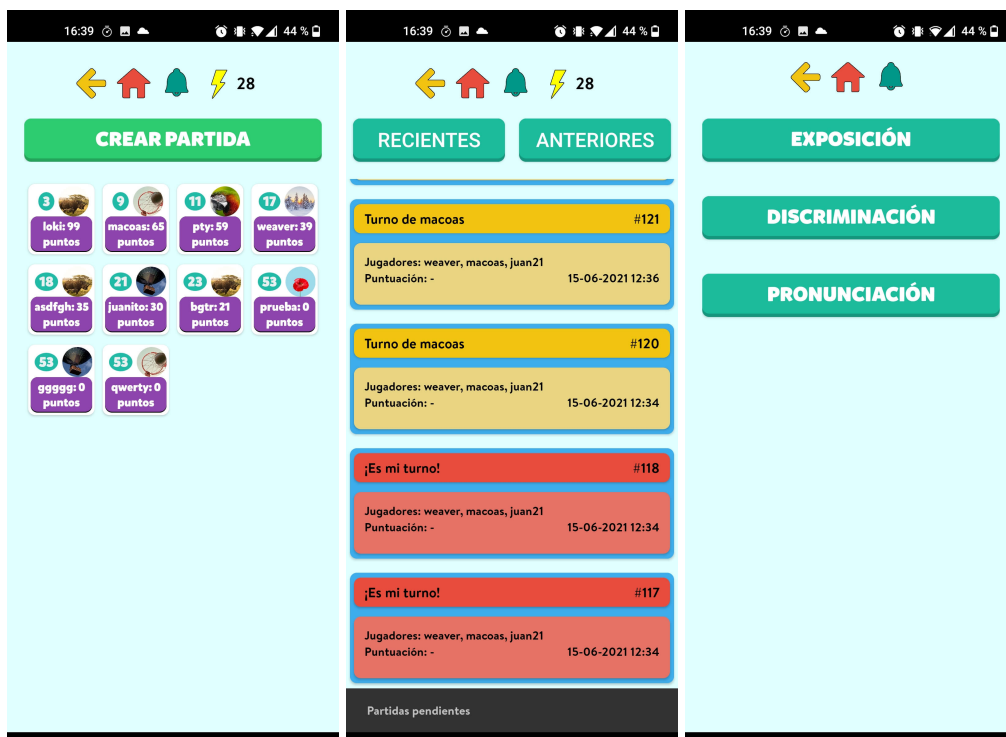 16:39 44 %
28
CREAR PARTIDA
3 9 11 17
loki: 99 macoas: 65 pty: 59 weaver: 39
puntos puntos puntos puntos
18 21 23 53
asdfgh: 35 juanito: 30 bgtr: 21 prueba: 0
puntos puntos puntos puntos
53 53
ggggg: 0 qwerty: 0
puntos puntos
16:39 44 %
28
RECIENTES ANTERIORES
Turno de macoas #121
Jugadores: weaver, macoas, juan21
Puntuación: - 15-06-2021 12:36
Turno de macoas #120
Jugadores: weaver, macoas, juan21
Puntuación: - 15-06-2021 12:34
¡Es mi turno! #118
Jugadores: weaver, macoas, juan21
Puntuación: - 15-06-2021 12:34
¡Es mi turno! #117
Jugadores: weaver, macoas, juan21
Puntuación: - 15-06-2021 12:34
Partidas pendientes
16:39 44 %
EXPOSICIÓN
DISCRIMINACIÓN
PRONUNCIACIÓN